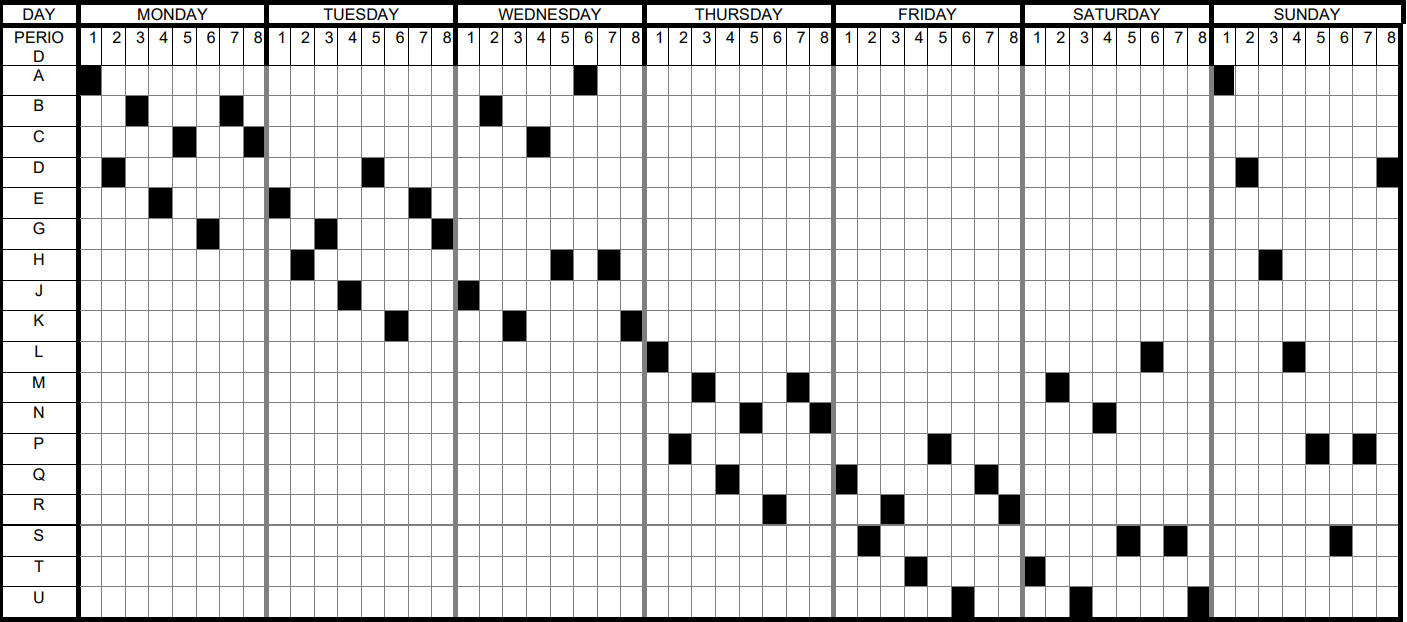 DAY MONDAY TUESDAY WEDNESDAY THURSDAY FRIDAY SATURDAY SUNDAY
PERIO 1 2 3 4 5 6 7 8 1 2 3 4 5 6 7 8 1 2 3 4 5 6 7 8 1 2 3 4 5 6 7 8 1 2 3 4 5 6 7 8 1 2 3 4 5 6 7 8 1 2 3 4 5 6 7 8
D
A
B
C
D
E
G
H
J
K
L
M
N
P
Q
R
S
T
U